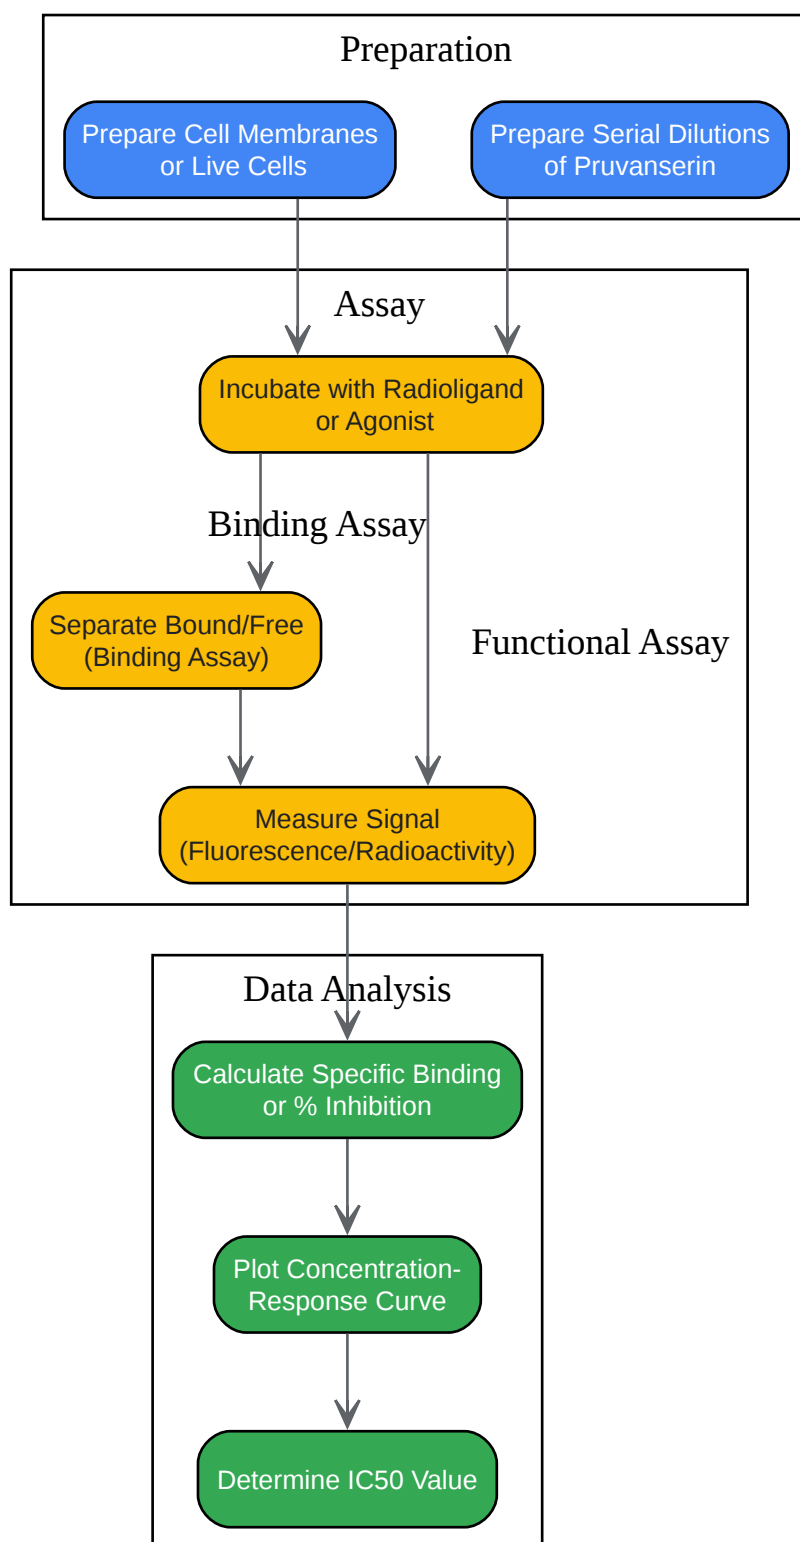 Preparation
Prepare Cell Membranes
or Live Cells
Prepare Serial Dilutions
of Pruvanserin
Assay
Incubate with Radioligand
or Agonist
Binding Assay
Separate Bound/Free
(Binding Assay)
Functional Assay
Measure Signal
(Fluorescence/Radioactivity)
Data Analysis
Calculate Specific Binding
or % Inhibition
Plot Concentration-
Response Curve
Determine IC50 Value